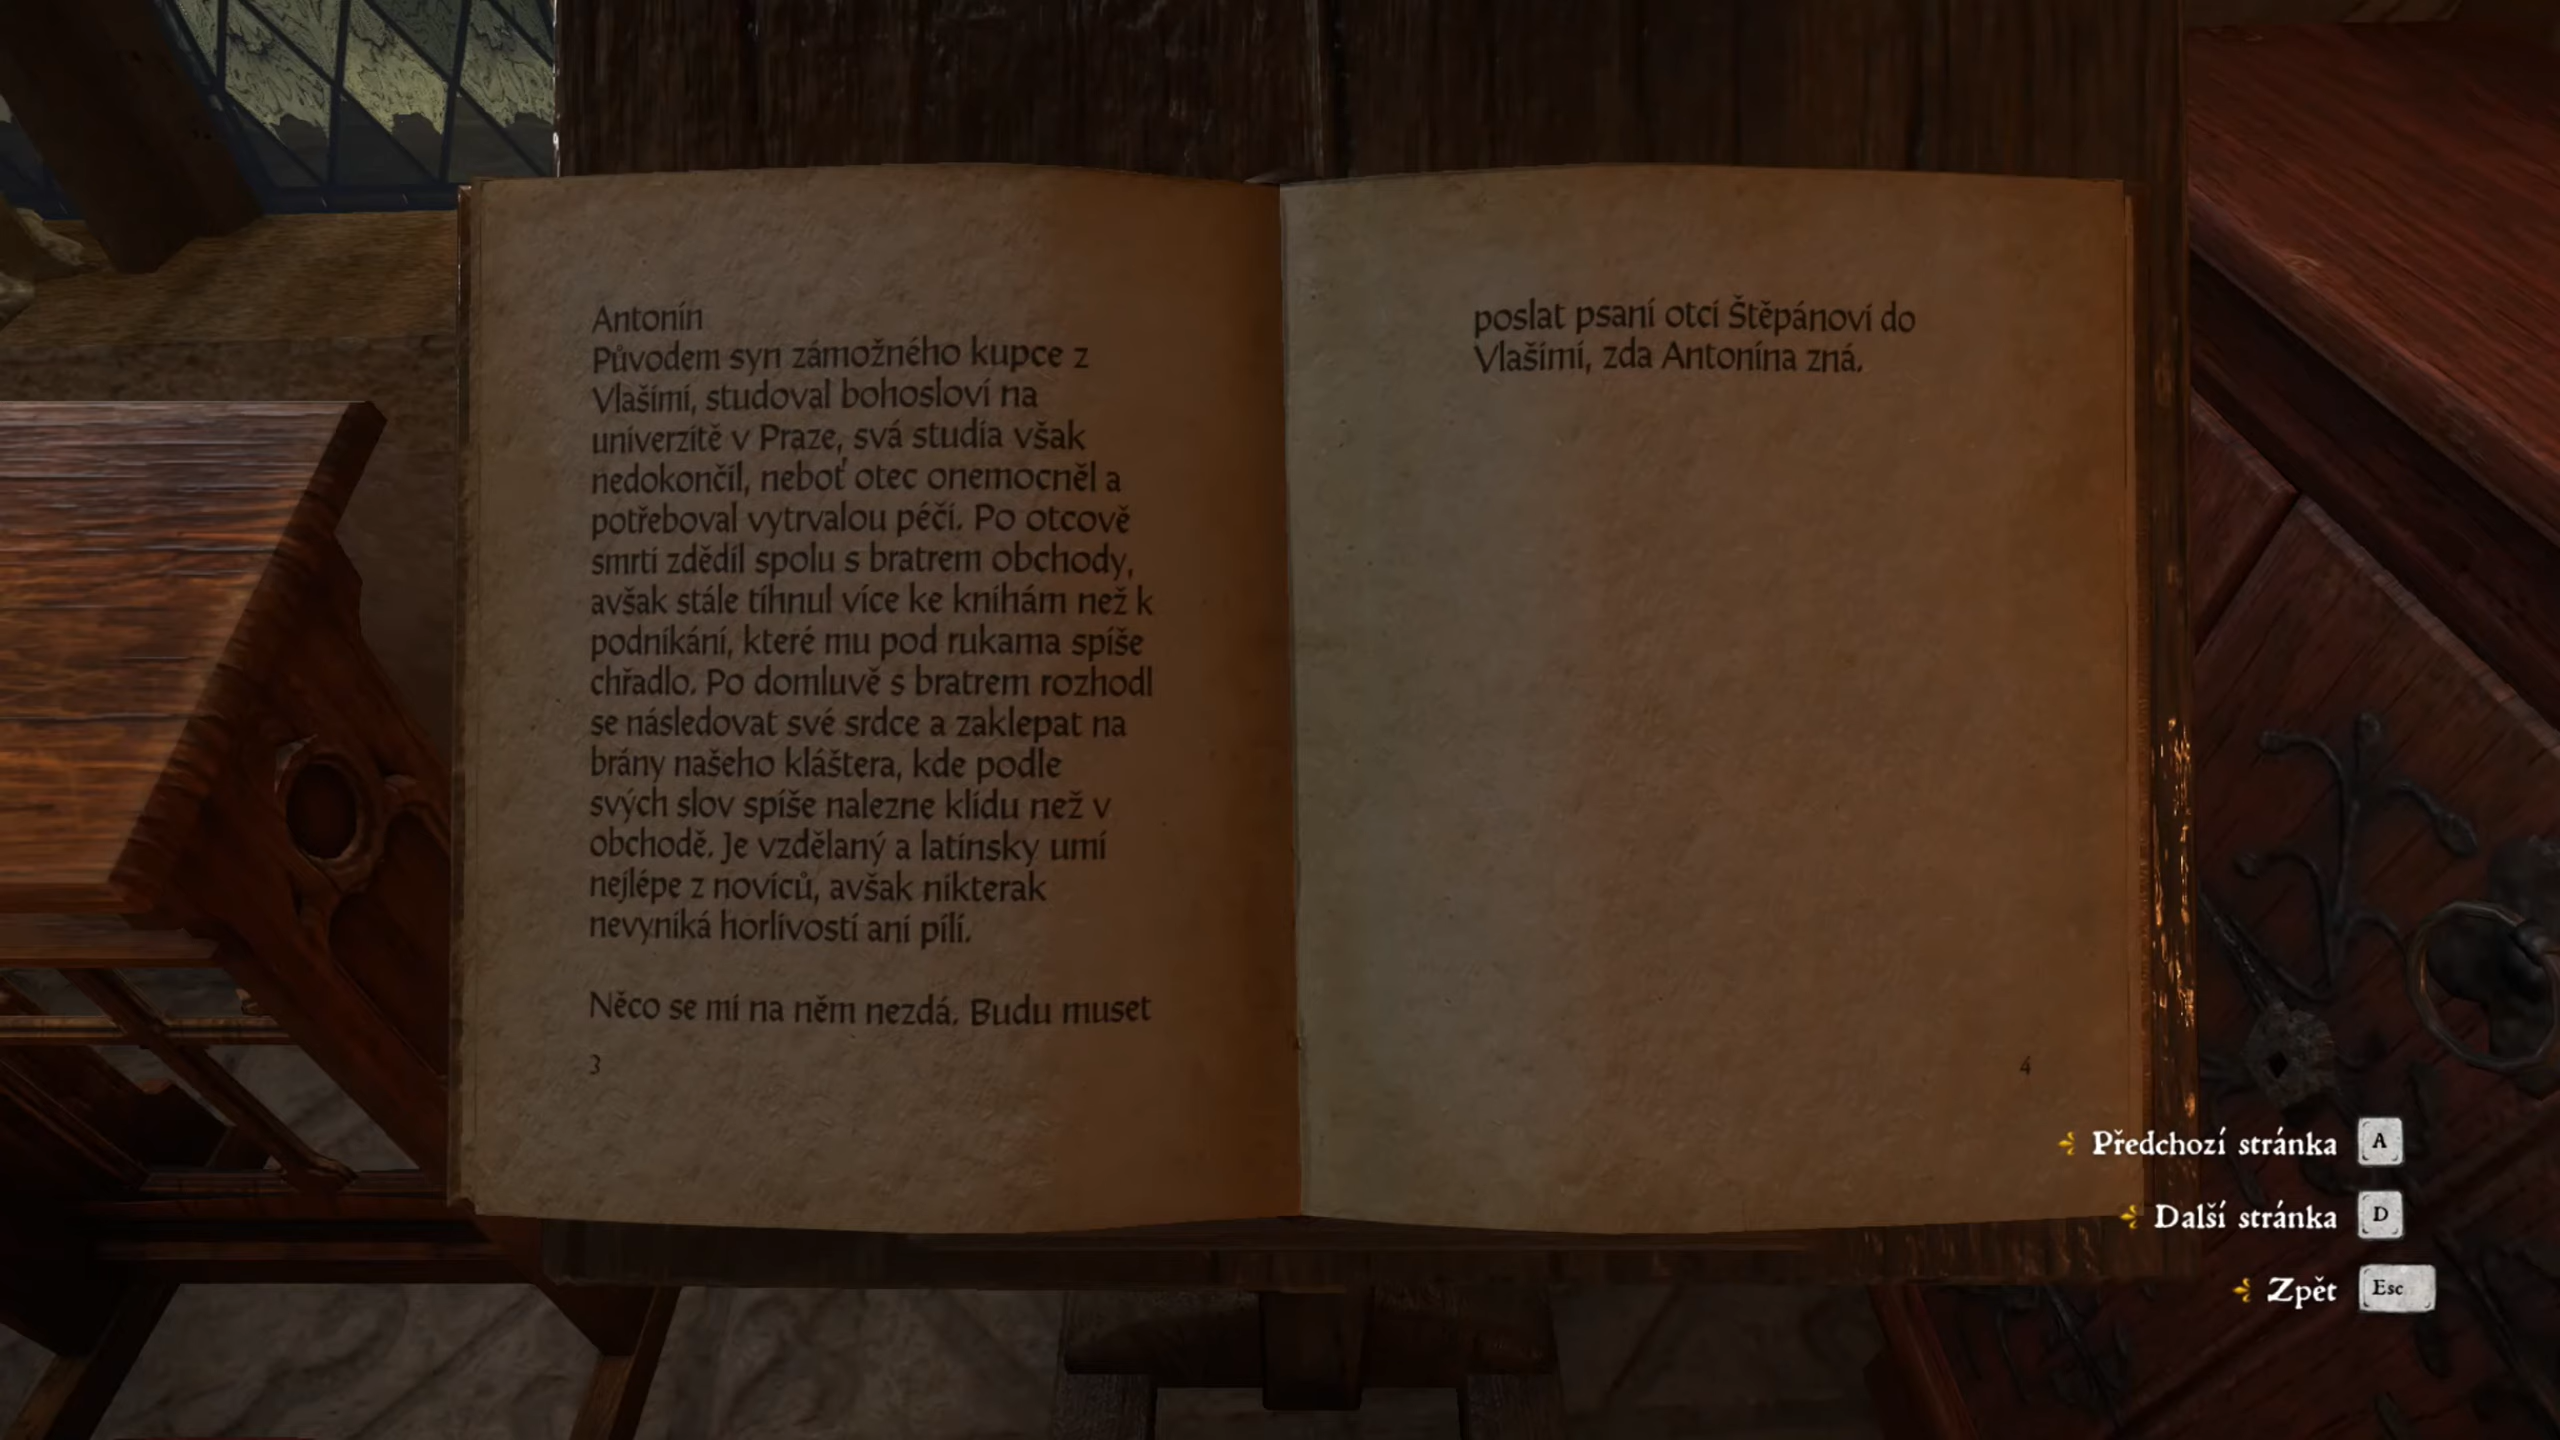 Antonín
Původem syn zámožného kupce z
Vlašimi, studoval bohosloví na
univerzitě v Praze, svá studia však
nedokončil, neboť otec onemocněl a
potřeboval vytrvalou péči. Po otcově
smrti zdědil spolu s bratrem obchody,
avšak stále tíhnul více ke knihám než k
podnikání, které mu pod rukama spíše
chřadlo. Po domluvě s bratrem rozhodl
se následovat své srdce a zaklepat na
brány našeho kláštera, kde podle
svých slov spíše nalezne klidu než v
obchodě. Je vzdělaný a latinsky umí
nejlépe z noviců, avšak nikterak
nevyniká horlivostí ani pílí.
Něco se mi na něm nezdá. Budu muset
3
poslat psaní otci Štěpánovi do
Vlašimi, zda Antonína zná.
4
Předchozí stránka A
Další stránka D
Zpět Esc